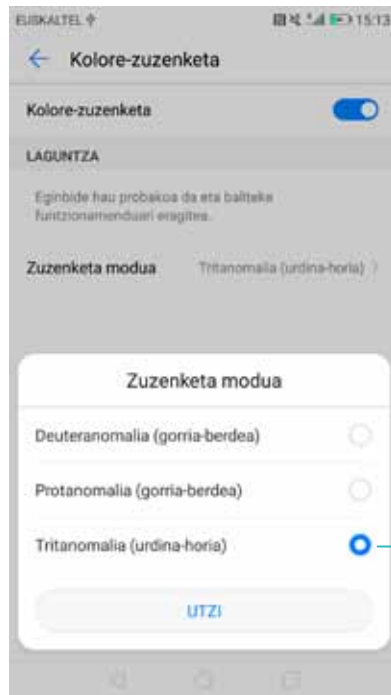 EUSKALTEL 15:13
Kolore-zuzenketa
Kolore-zuzenketa
LAGUNTZA
Eginbide hau probakoa da eta baliteke
funtzionamenduari eragitea.
Zuzenketa modua Tritanomalia (urdina-horia)
Zuzenketa modua
Deuteranomalia (gorria-berdea)
Protanomalia (gorria-berdea)
Tritanomalia (urdina-horia)
UTZI